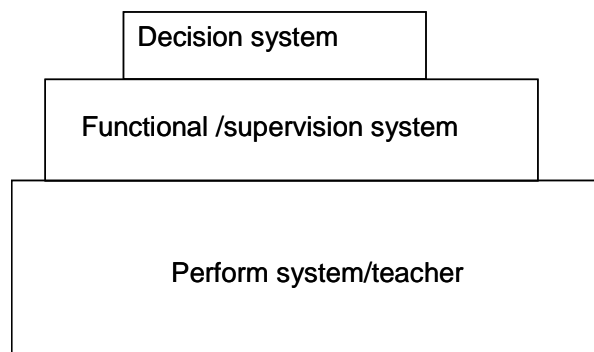 Decision system
Functional /supervision system
Perform system/teacher